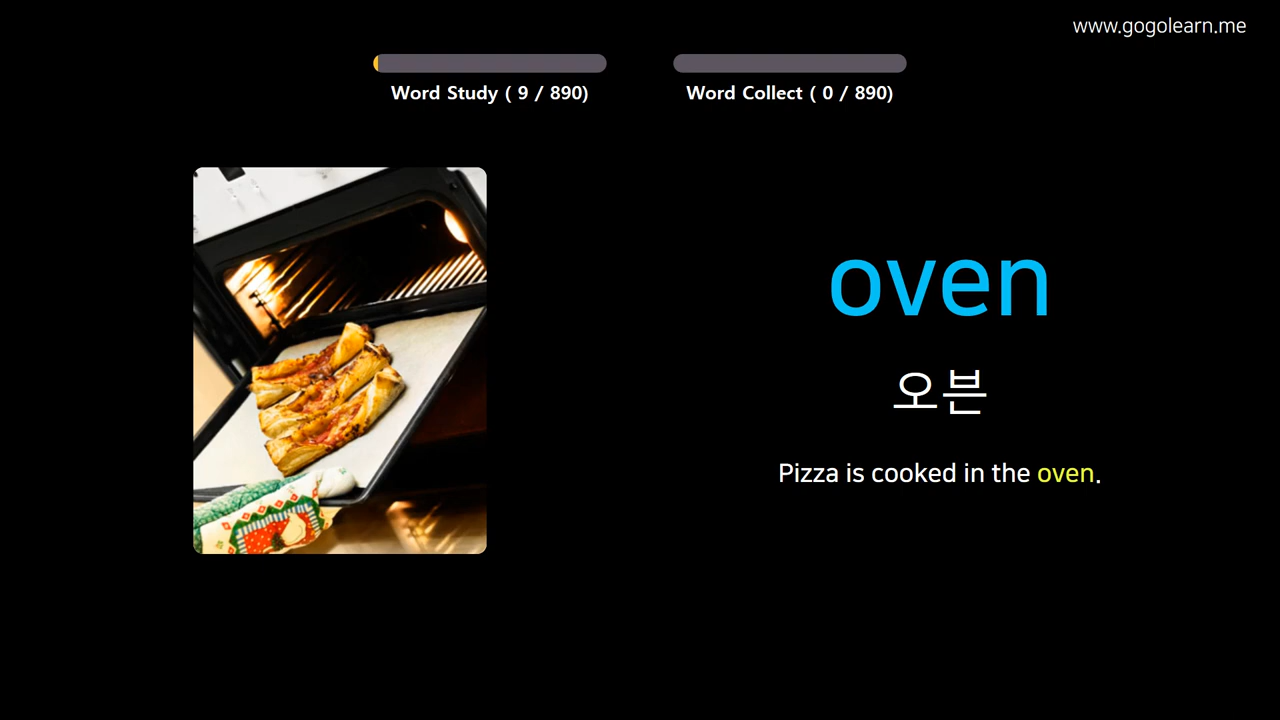 www.gogolearn.me
Word Study ( 9 / 890)
Word Collect ( 0 / 890)
oven
오븐
Pizza is cooked in the oven.